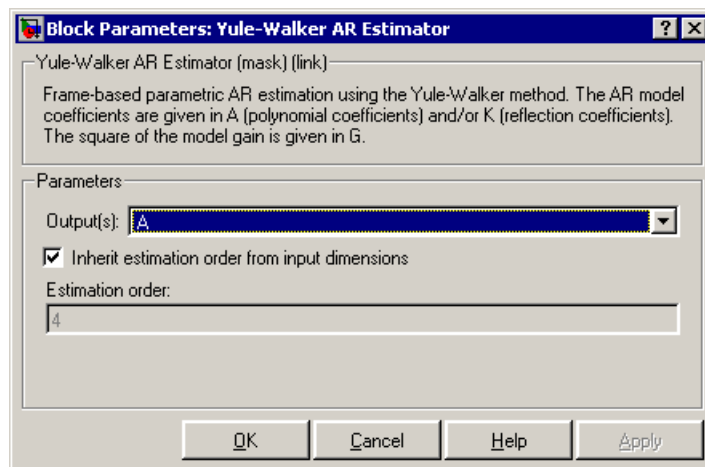 Block Parameters: Yule-Walker AR Estimator
Yule-Walker AR Estimator (mask) (link)
Frame-based parametric AR estimation using the Yule-Walker method. The AR model
coefficients are given in A (polynomial coefficients) and/or K (reflection coefficients).
The square of the model gain is given in G.
Parameters
Output(s): A
Inherit estimation order from input dimensions
Estimation order:
4
OK Cancel Help Apply